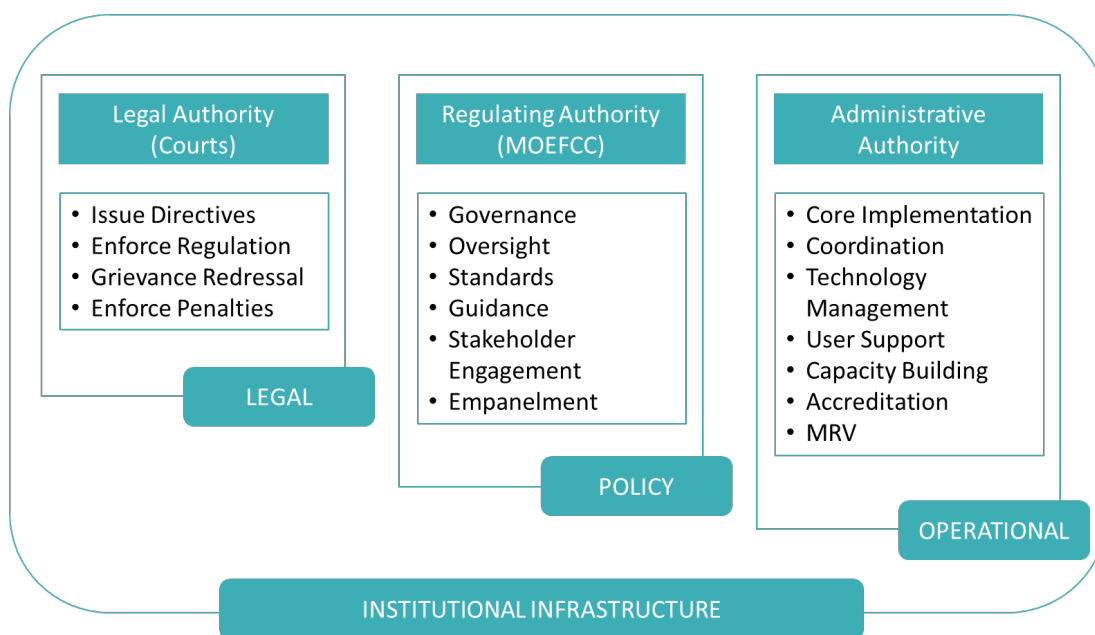 Legal Authority
(Courts)
• Issue Directives
• Enforce Regulation
• Grievance Redressal
• Enforce Penalties
LEGAL
Regulating Authority
(MOEFCC)
• Governance
• Oversight
• Standards
• Guidance
• Stakeholder
Engagement
• Empanelment
POLICY
Administrative
Authority
• Core Implementation
• Coordination
• Technology
Management
• User Support
• Capacity Building
• Accreditation
• MRV
OPERATIONAL
INSTITUTIONAL INFRASTRUCTURE